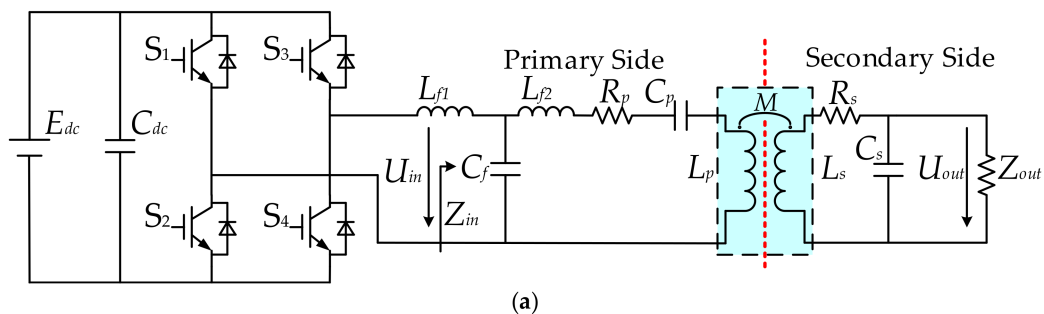 S1
S3
Primary Side
Secondary Side
Lf1
Lf2
Rp
Cp
M
Rs
Edc
Cdc
Uin
Cf
Lp
Ls
Cs
Uout
Zout
S2
S4
Zin
(a)